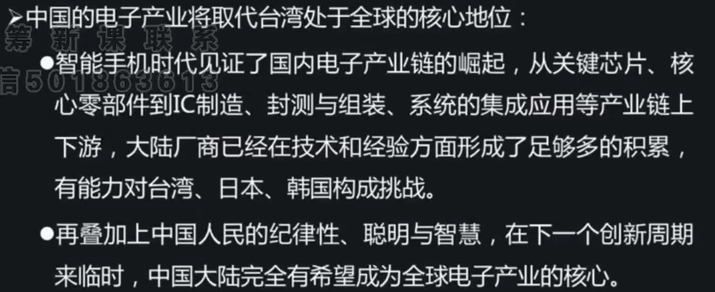 ➢中国的电子产业将取代台湾处于全球的核心地位：
筹新课联系
●智能手机时代见证了国内电子产业链的崛起，从关键芯片、核
信501863613
心零部件到IC制造、封测与组装、系统的集成应用等产业链上
下游，大陆厂商已经在技术和经验方面形成了足够多的积累，
有能力对台湾、日本、韩国构成挑战。
●再叠加上中国人民的纪律性、聪明与智慧，在下一个创新周期
来临时，中国大陆完全有希望成为全球电子产业的核心。